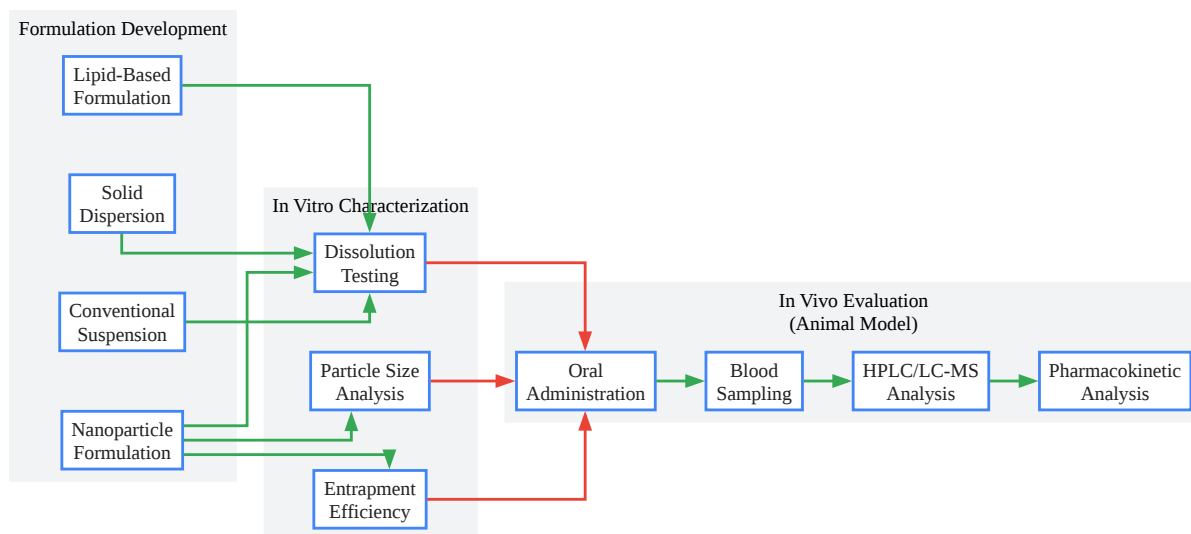 Formulation Development
Lipid-Based
Formulation
Solid
Dispersion
Conventional
Suspension
Nanoparticle
Formulation
In Vitro Characterization
Dissolution
Testing
Particle Size
Analysis
Entrapment
Efficiency
In Vivo Evaluation
(Animal Model)
Oral
Administration
Blood
Sampling
HPLC/LC-MS
Analysis
Pharmacokinetic
Analysis